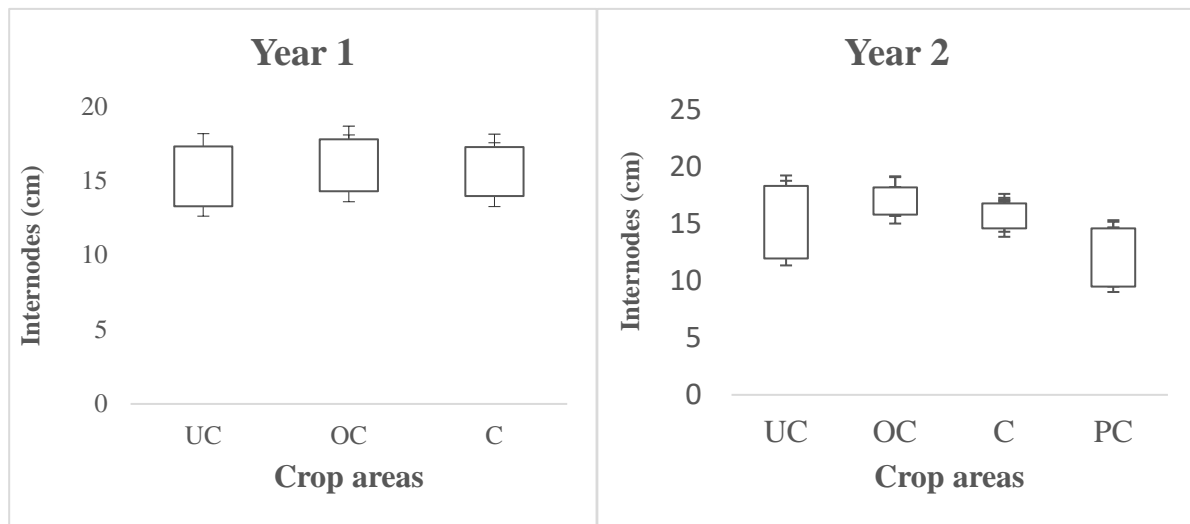 Year 1
Internodes (cm)
20
15
10
5
0
UC OC C
Crop areas
Year 2
Internodes (cm)
25
20
15
10
5
0
UC OC C PC
Crop areas